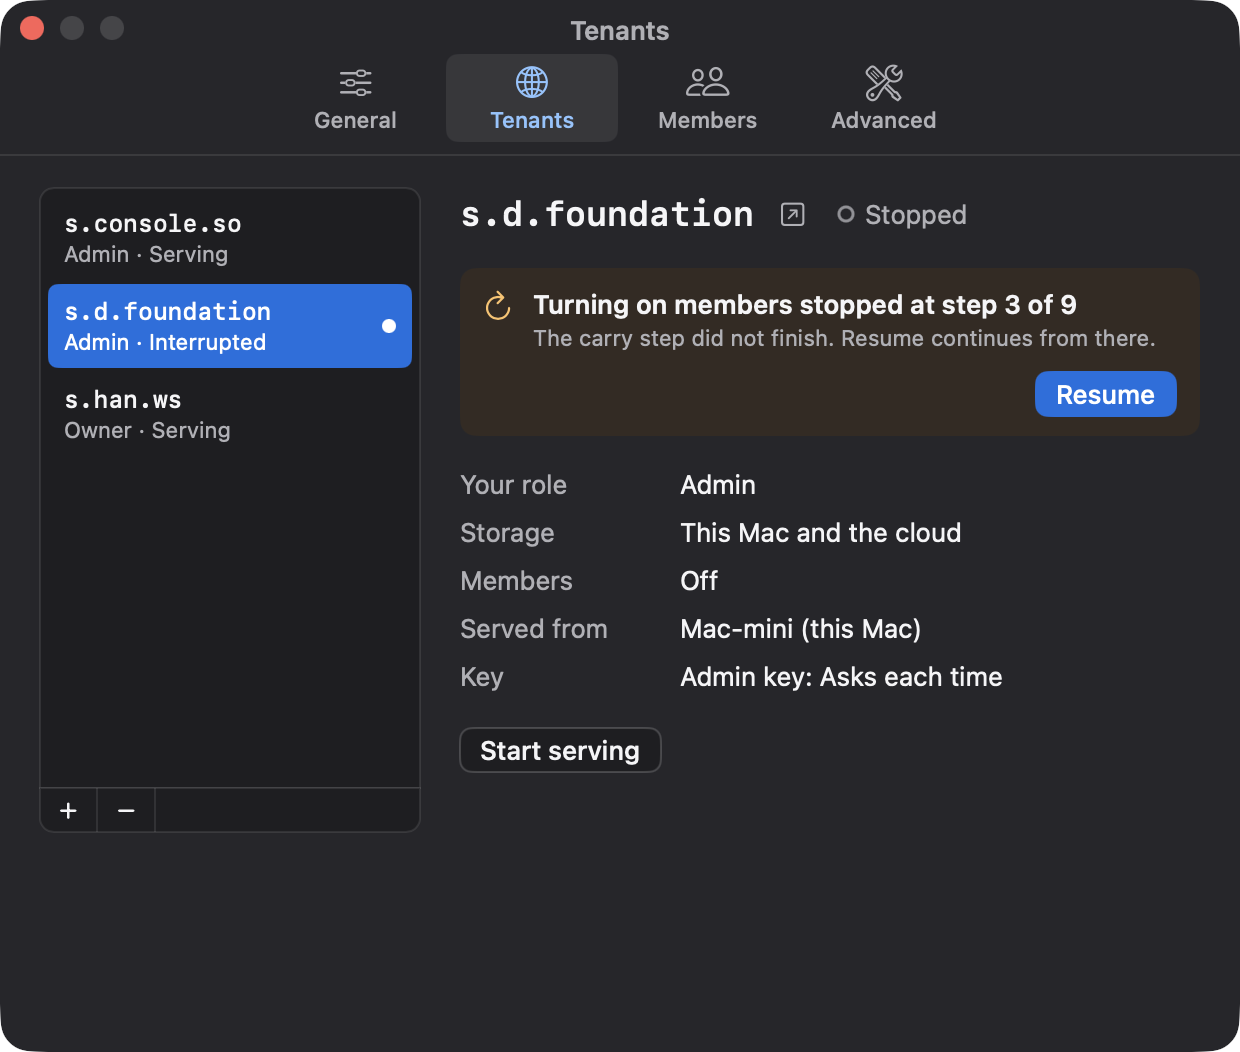 Tenants
General
Tenants
Members
Advanced
s.console.so
Admin · Serving
s.d.foundation
Admin · Interrupted
s.han.ws
Owner · Serving
+
−
s.d.foundation
Stopped
Turning on members stopped at step 3 of 9
The carry step did not finish. Resume continues from there.
Resume
Your role Admin
Storage This Mac and the cloud
Members Off
Served from Mac-mini (this Mac)
Key Admin key: Asks each time
Start serving